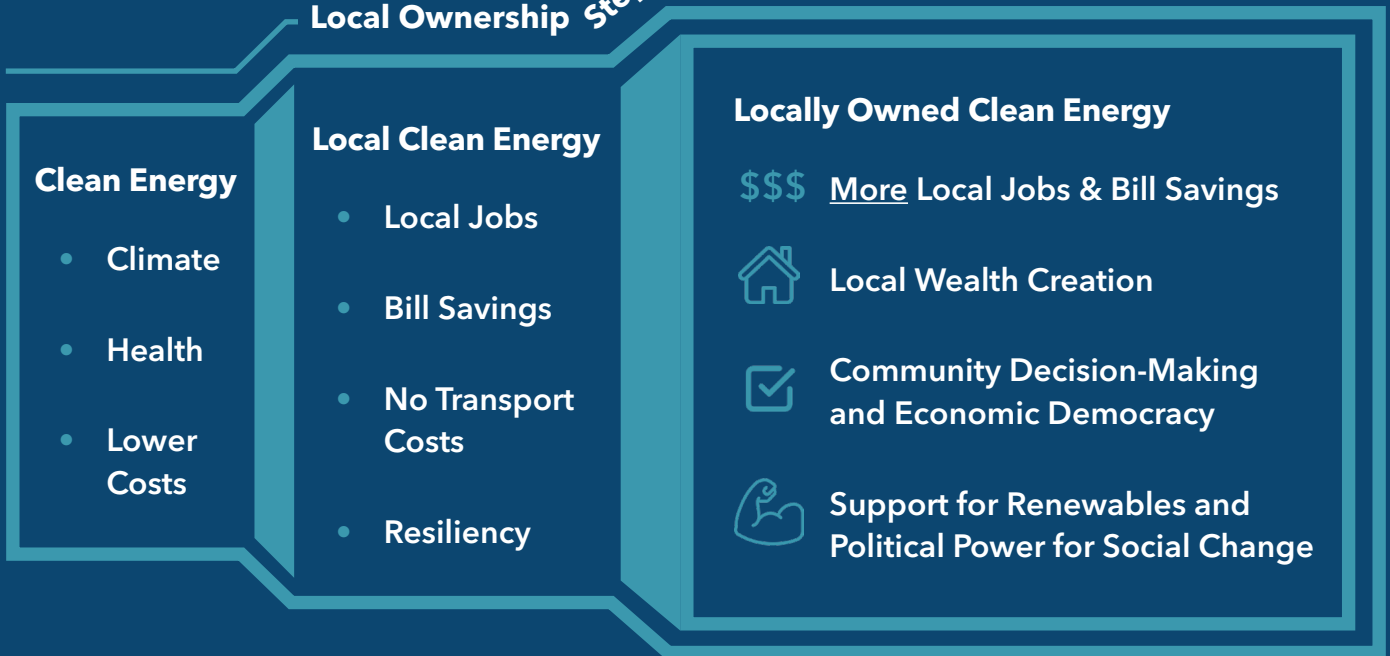 Local Ownership
Clean Energy
Climate
Health
Lower
Costs
Local Clean Energy
Local Jobs
Bill Savings
No Transport
Costs
Resiliency
Locally Owned Clean Energy
$$$ More Local Jobs & Bill Savings
Local Wealth Creation
Community Decision-Making
and Economic Democracy
Support for Renewables and
Political Power for Social Change